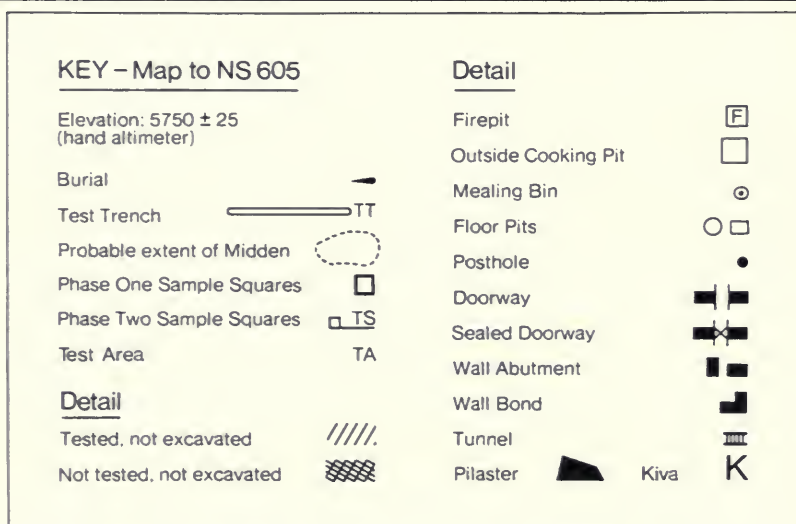 KEY – Map to NS 605
Elevation: 5750 ± 25
(hand altimeter)
Burial
Test Trench TT
Probable extent of Midden
Phase One Sample Squares
Phase Two Sample Squares TS
Test Area TA
Detail
Tested, not excavated
Not tested, not excavated
Detail
Firepit F
Outside Cooking Pit
Mealing Bin
Floor Pits
Posthole
Doorway
Sealed Doorway
Wall Abutment
Wall Bond
Tunnel
Pilaster Kiva K